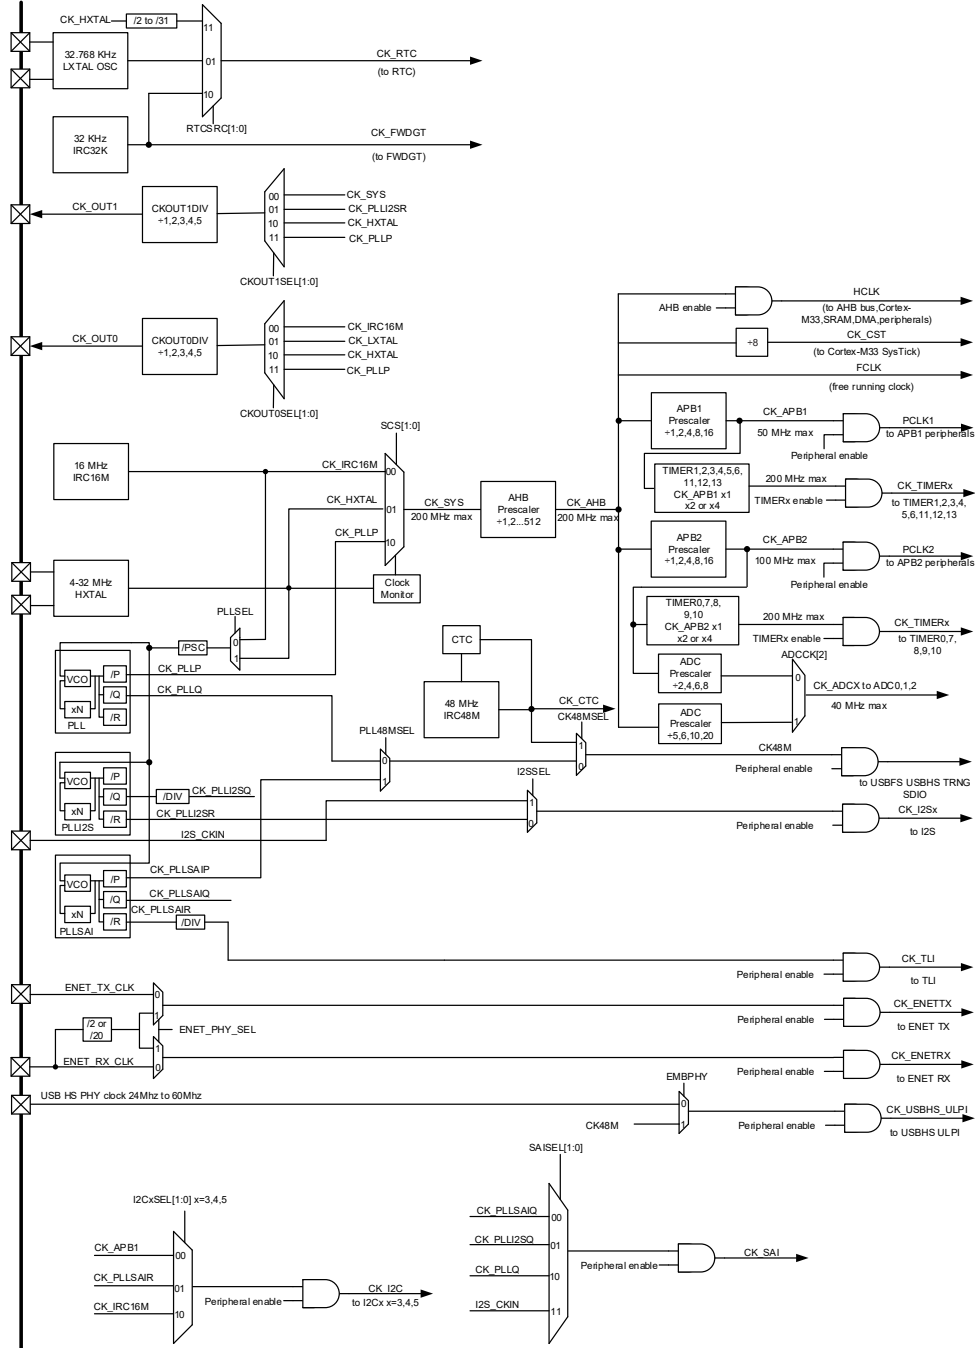 CK_HXTAL
/2 to /31
11
32.768 KHz
LXTAL OSC
01
CK_RTC
(to RTC)
10
RTCSRC[1:0]
32 KHz
IRC32K
CK_FWDGT
(to FWDGT)
CK_OUT1
CKOUT1DIV
÷1,2,3,4,5
00
CK_SYS
01
CK_PLLI2SR
10
CK_HXTAL
11
CK_PLLP
CKOUT1SEL[1:0]
CK_OUT0
CKOUT0DIV
÷1,2,3,4,5
00
CK_IRC16M
01
CK_LXTAL
10
CK_HXTAL
11
CK_PLLP
CKOUT0SEL[1:0]
AHB enable
HCLK
(to AHB bus,Cortex-
M33,SRAM,DMA,peripherals)
÷8
CK_CST
(to Cortex-M33 SysTick)
FCLK
(free running clock)
SCS[1:0]
16 MHz
IRC16M
CK_IRC16M
00
CK_HXTAL
01
CK_PLLP
10
CK_SYS
200 MHz max
AHB
Prescaler
÷1,2...512
CK_AHB
200 MHz max
Clock
Monitor
4-32 MHz
HXTAL
APB1
Prescaler
÷1,2,4,8,16
CK_APB1
50 MHz max
Peripheral enable
PCLK1
to APB1 peripherals
TIMER1,2,3,4,5,6,
11,12,13
CK_APB1 x1
x2 or x4
200 MHz max
TIMERx enable
CK_TIMERx
to TIMER1,2,3,4,
5,6,11,12,13
APB2
Prescaler
÷1,2,4,8,16
CK_APB2
100 MHz max
Peripheral enable
PCLK2
to APB2 peripherals
TIMER0,7,8,
9,10
CK_APB2 x1
x2 or x4
200 MHz max
TIMERx enable
CK_TIMERx
to TIMER0,7,
8,9,10
ADC
Prescaler
÷2,4,6,8
ADCCK[2]
0
1
CK_ADCX to ADC0,1,2
40 MHz max
ADC
Prescaler
÷5,6,10,20
PLLSEL
0
1
/PSC
VCO
xN
/P
/Q
/R
PLL
CK_PLLP
CK_PLLQ
CTC
48 MHz
IRC48M
CK_CTC
CK48MSEL
1
0
PLL48MSEL
0
1
CK48M
Peripheral enable
to USBFS USBHS TRNG
SDIO
VCO
xN
/P
/Q
/R
PLLI2S
/DIV
CK_PLLI2SQ
CK_PLLI2SR
I2S_CKIN
I2SSEL
1
0
Peripheral enable
CK_I2Sx
to I2S
VCO
xN
/P
/Q
/R
PLLSAI
CK_PLLSAIP
CK_PLLSAIQ
CK_PLLSAIR
/DIV
Peripheral enable
CK_TLI
to TLI
ENET_TX_CLK
0
1
/2 or
/20
ENET_PHY_SEL
ENET_RX_CLK
1
0
Peripheral enable
CK_ENETTX
to ENET TX
Peripheral enable
CK_ENETRX
to ENET RX
USB HS PHY clock 24Mhz to 60Mhz
EMBPHY
0
1
CK48M
Peripheral enable
CK_USBHS_ULPI
to USBHS ULPI
I2CxSEL[1:0] x=3,4,5
CK_APB1
00
CK_PLLSAIR
01
CK_IRC16M
10
Peripheral enable
CK_I2C
to I2Cx x=3,4,5
SAISEL[1:0]
CK_PLLSAIQ
00
CK_PLLI2SQ
01
CK_PLLQ
10
I2S_CKIN
11
Peripheral enable
CK_SAI